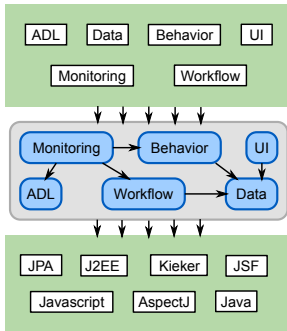 ADL Data Behavior UI
Monitoring Workflow
Monitoring Behavior UI
ADL Workflow Data
JPA J2EE Kieker JSF
Javascript AspectJ Java